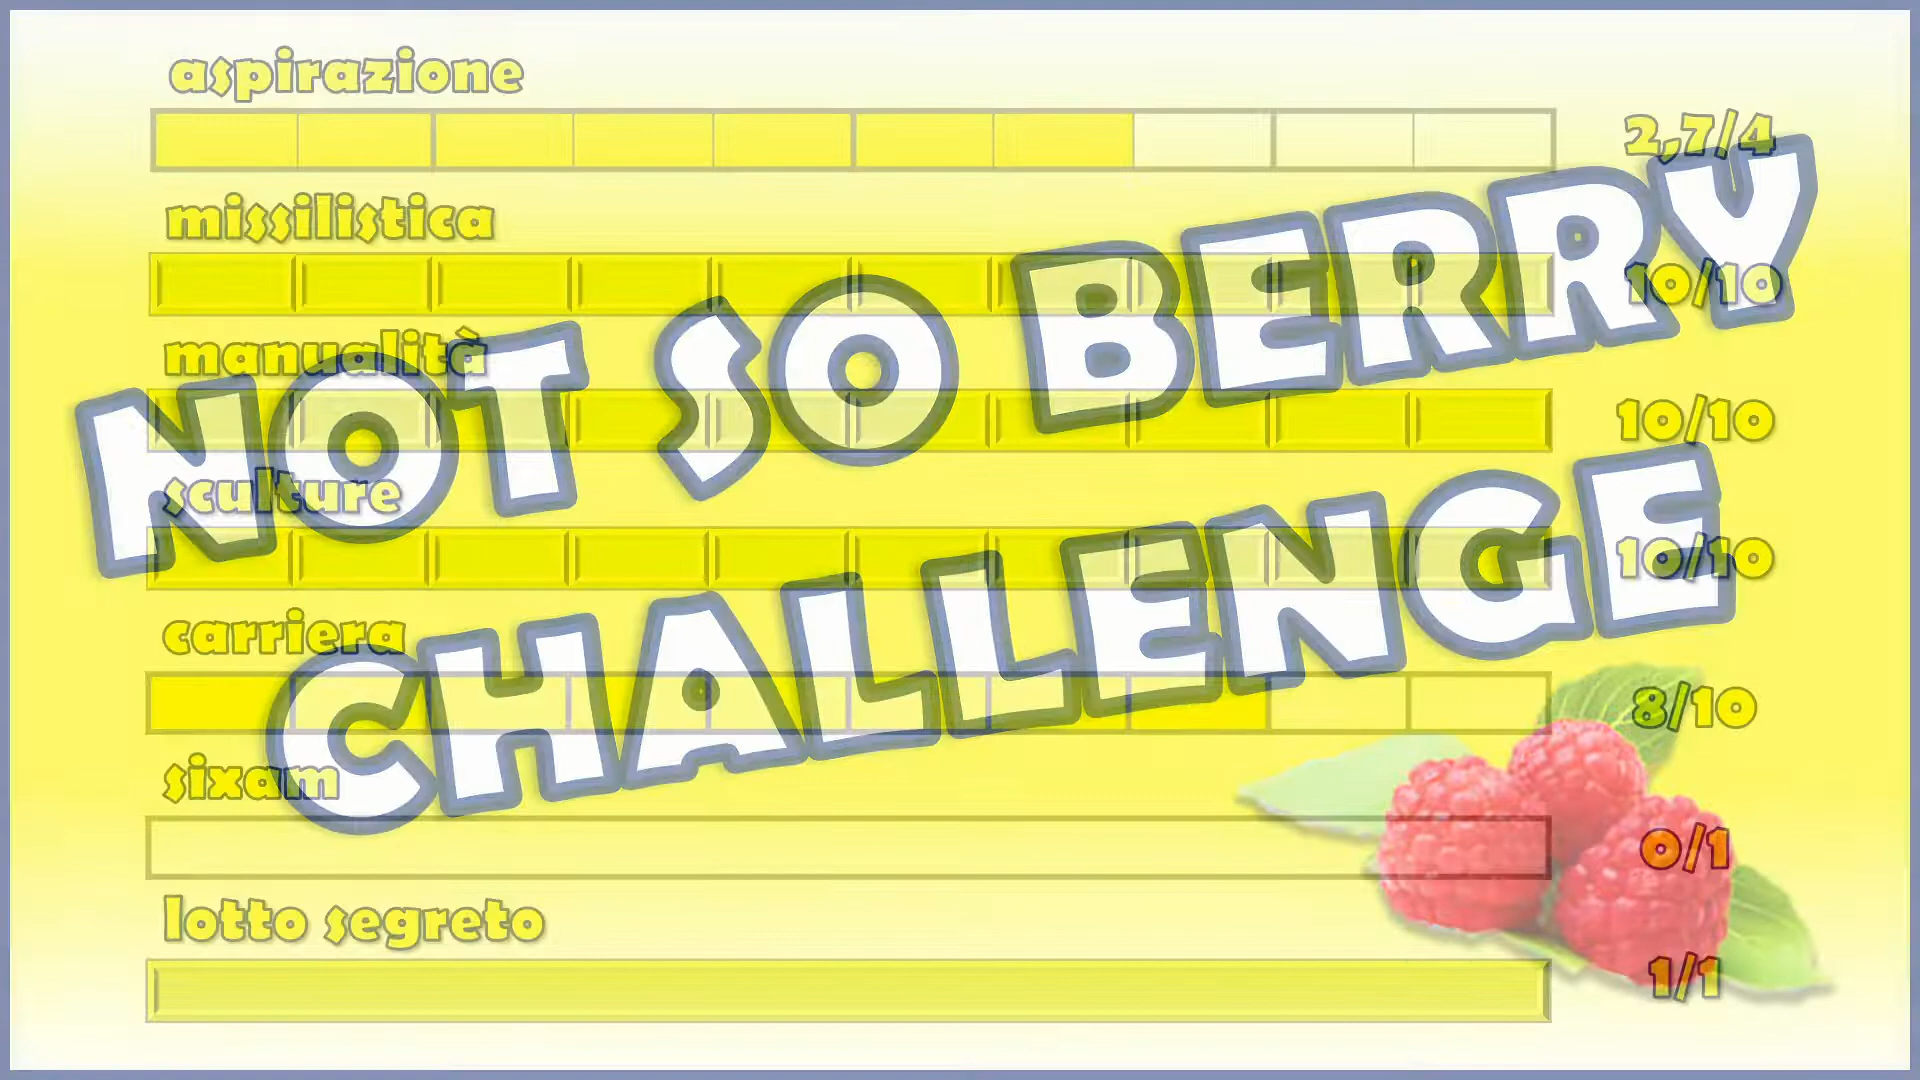 aspirazione
2,7/4
missilistica
10/10
manualità
10/10
sculture
10/10
carriera
8/10
sixam
0/1
lotto segreto
1/1
NOT SO BERRY
CHALLENGE